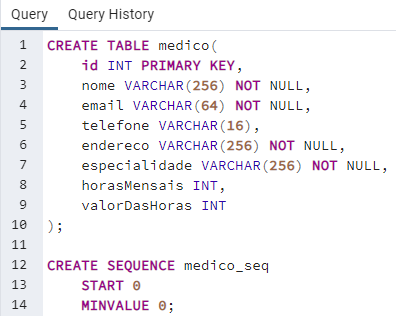 Query Query History
1 CREATE TABLE medico(
2 id INT PRIMARY KEY,
3 nome VARCHAR(256) NOT NULL,
4 email VARCHAR(64) NOT NULL,
5 telefone VARCHAR(16),
6 endereco VARCHAR(256) NOT NULL,
7 especialidade VARCHAR(256) NOT NULL,
8 horasMensais INT,
9 valorDasHoras INT
10 );
11
12 CREATE SEQUENCE medico_seq
13 START 0
14 MINVALUE 0;